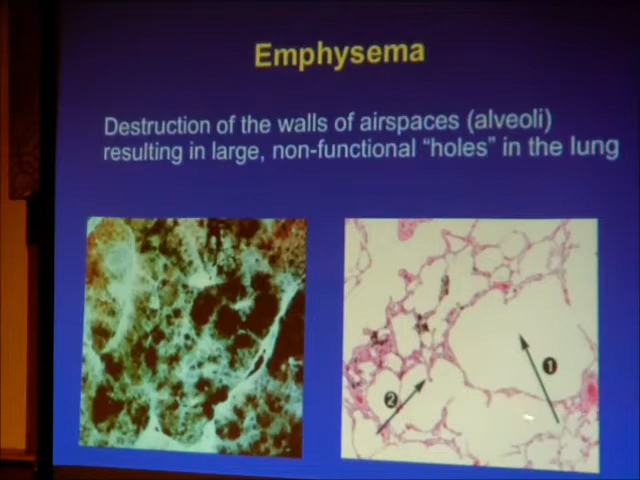 Emphysema
Destruction of the walls of airspaces (alveoli)
resulting in large, non-functional “holes” in the lung
1
2